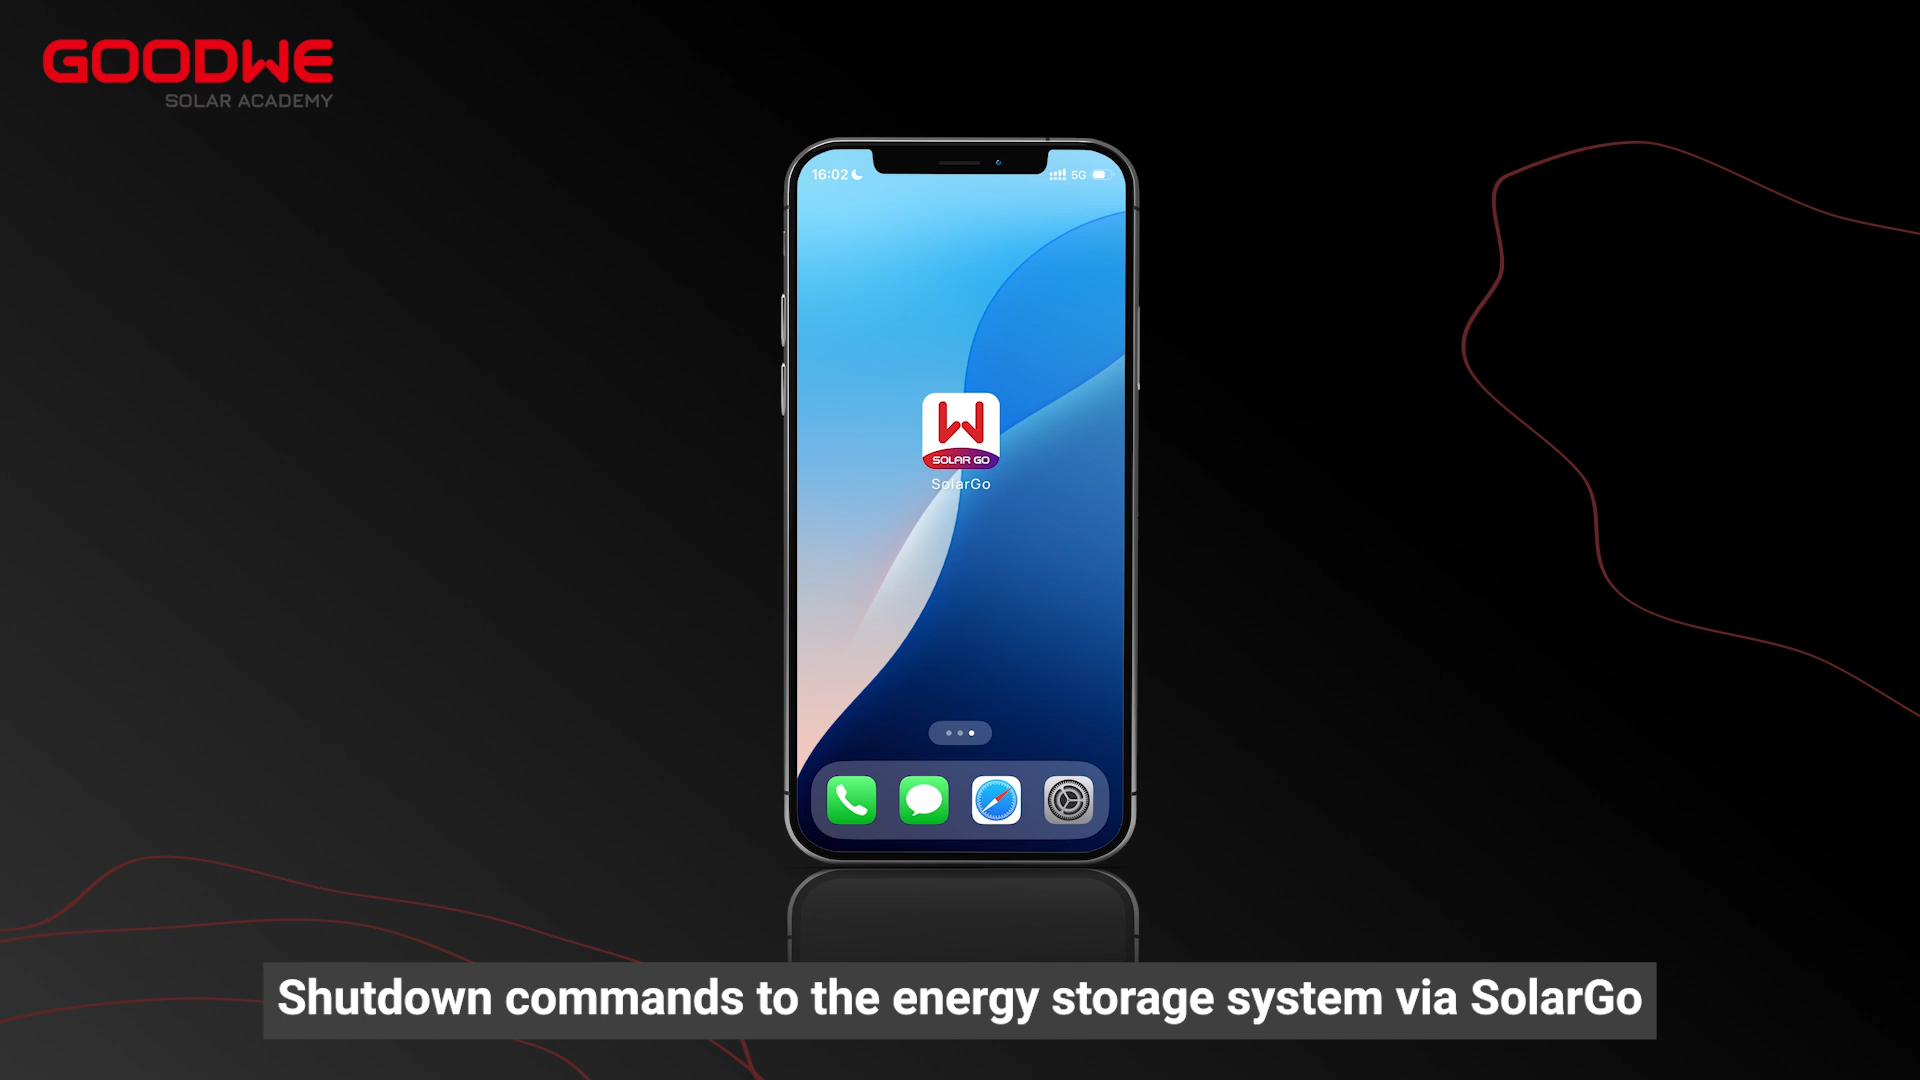 GOODWE
SOLAR ACADEMY
16:02
5G
SOLAR GO
SolarGo
Shutdown commands to the energy storage system via SolarGo